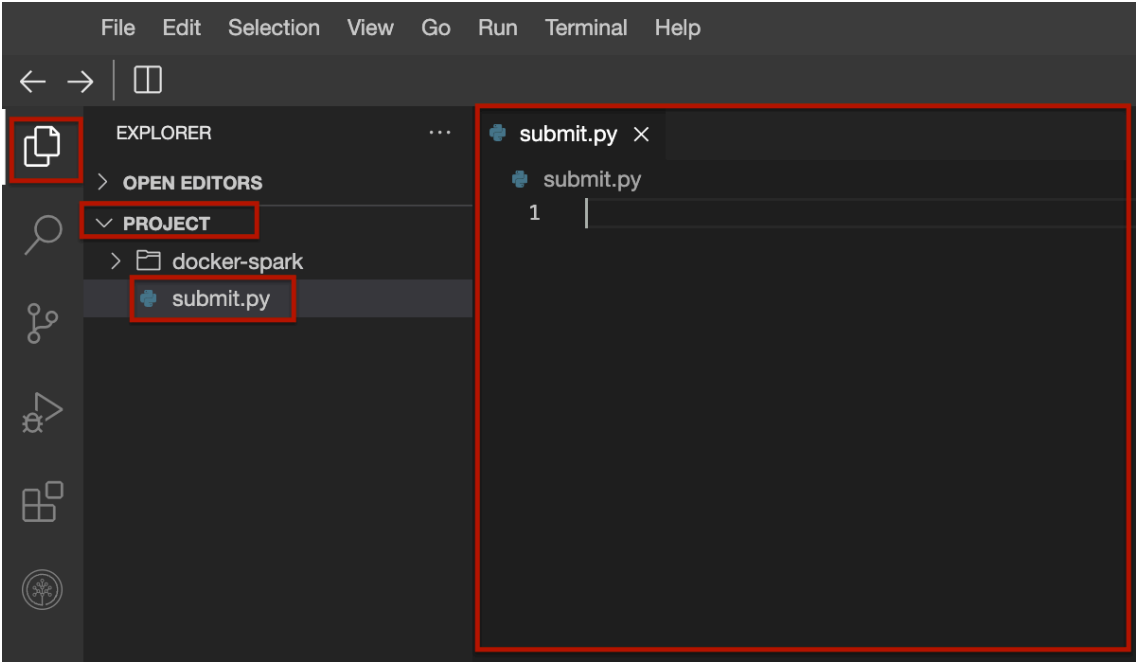 File Edit Selection View Go Run Terminal Help
EXPLORER ...
OPEN EDITORS
PROJECT
docker-spark
submit.py
submit.py
submit.py
1